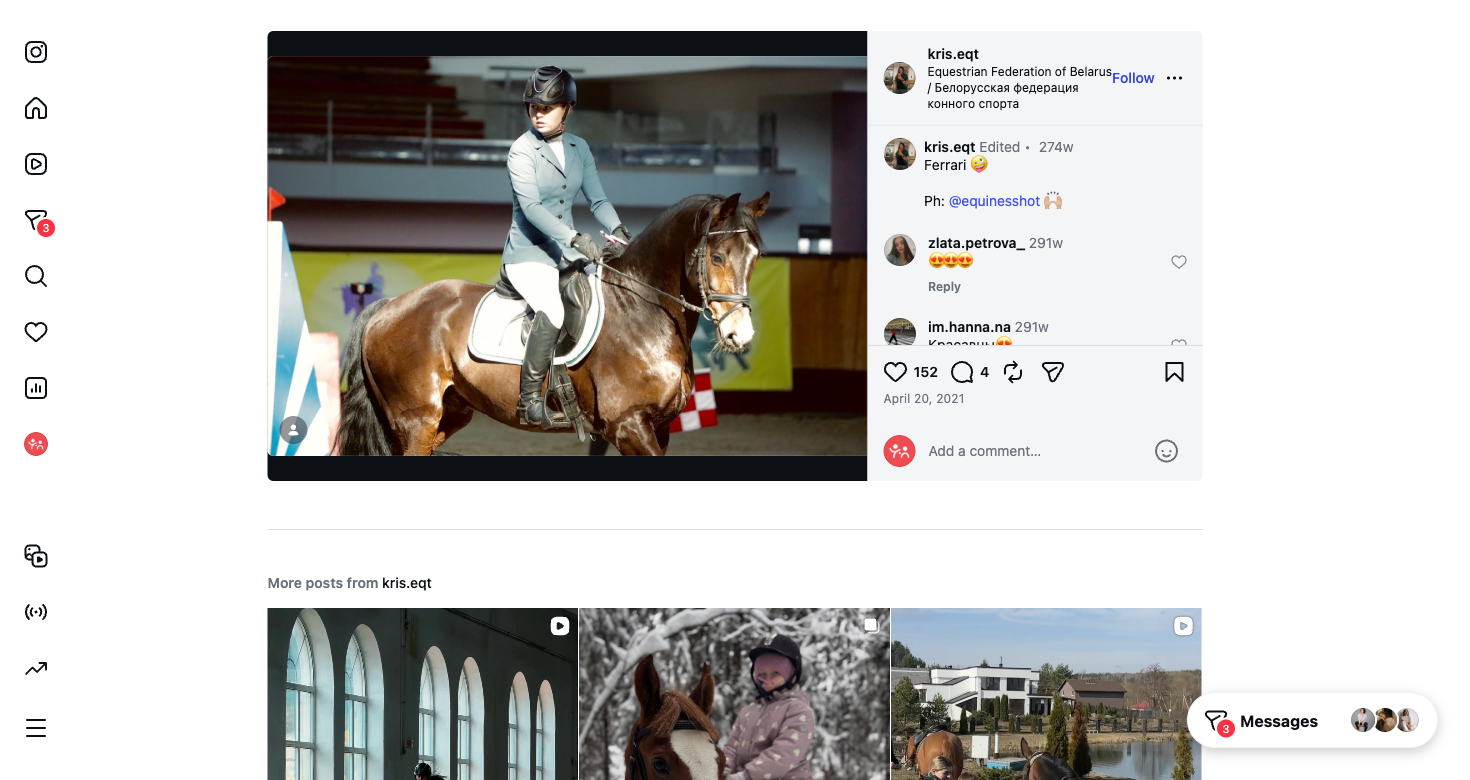 kris.eqt
Equestrian Federation of Belarus
/ Белорусская федерация
конного спорта
Follow
kris.eqt Edited • 274w
Ferrari 🤪
Ph: @equinesshot 🙌🏼
zlata.petrova_ 291w
😍😍😍
Reply
im.hanna.na 291w
Красавцы😍
152
4
April 20, 2021
Add a comment...
3
More posts from kris.eqt
3
Messages